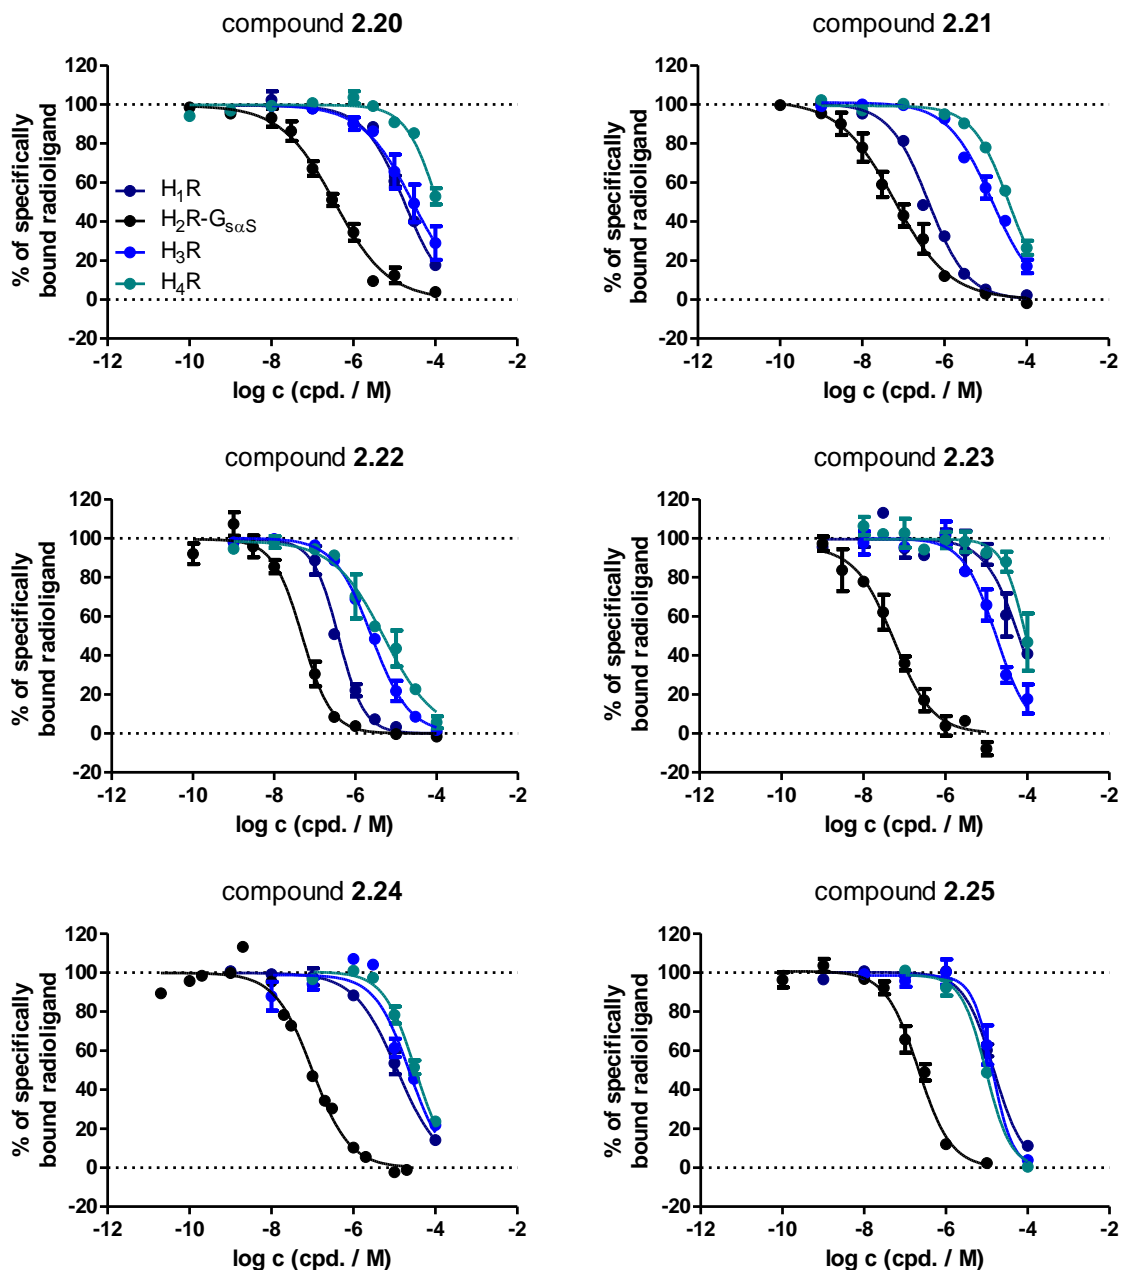 compound 2.20
120
100
80
60
40
20
0
-20
% of specifically
bound radioligand
H1R
H2R-GsαS
H3R
H4R
-12 -10 -8 -6 -4 -2
log c (cpd. / M)
compound 2.21
120
100
80
60
40
20
0
-20
% of specifically
bound radioligand
-12 -10 -8 -6 -4 -2
log c (cpd. / M)
compound 2.22
120
100
80
60
40
20
0
-20
% of specifically
bound radioligand
-12 -10 -8 -6 -4 -2
log c (cpd. / M)
compound 2.23
120
100
80
60
40
20
0
-20
% of specifically
bound radioligand
-12 -10 -8 -6 -4 -2
log c (cpd. / M)
compound 2.24
120
100
80
60
40
20
0
-20
% of specifically
bound radioligand
-12 -10 -8 -6 -4 -2
log c (cpd. / M)
compound 2.25
120
100
80
60
40
20
0
-20
% of specifically
bound radioligand
-12 -10 -8 -6 -4 -2
log c (cpd. / M)